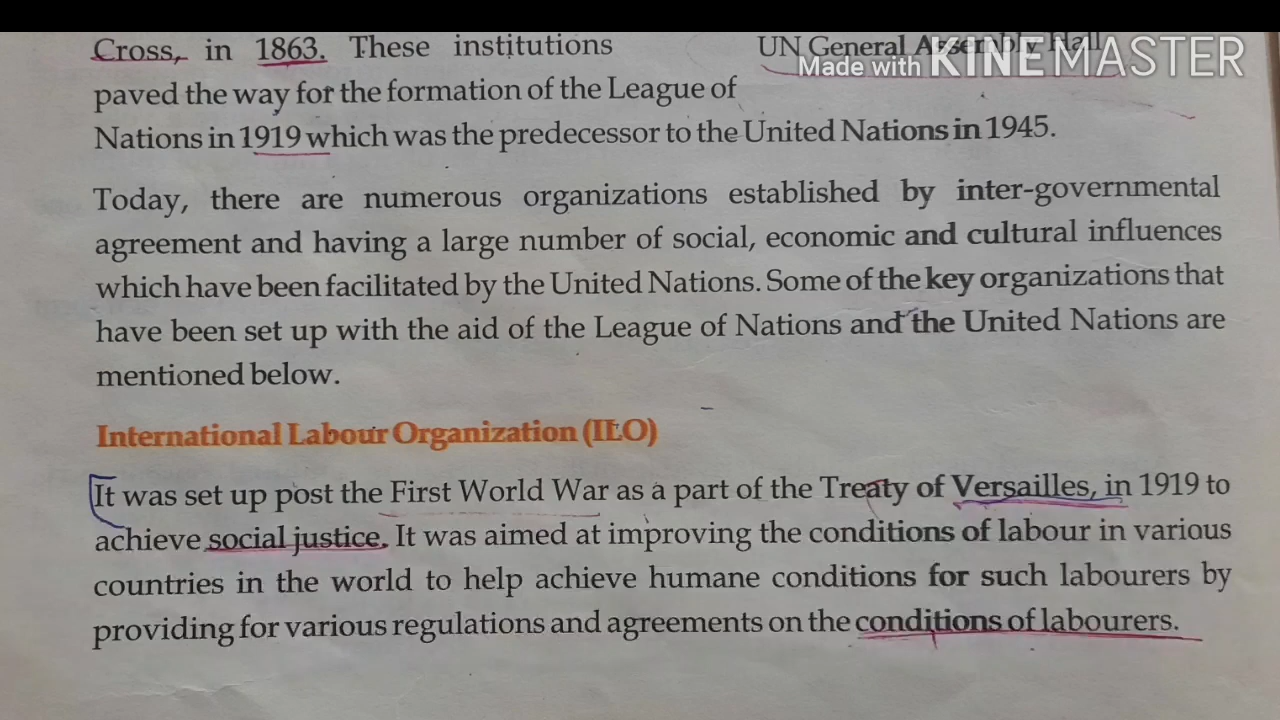 Cross, in 1863. These institutions
UN General Assembly Hall
Made with KINEMASTER
paved the way for the formation of the League of
Nations in 1919 which was the predecessor to the United Nations in 1945.
Today, there are numerous organizations established by inter-governmental
agreement and having a large number of social, economic and cultural influences
which have been facilitated by the United Nations. Some of the key organizations that
have been set up with the aid of the League of Nations and the United Nations are
mentioned below.
International Labour Organization (ILO)
It was set up post the First World War as a part of the Treaty of Versailles, in 1919 to
achieve social justice. It was aimed at improving the conditions of labour in various
countries in the world to help achieve humane conditions for such labourers by
providing for various regulations and agreements on the conditions of labourers.